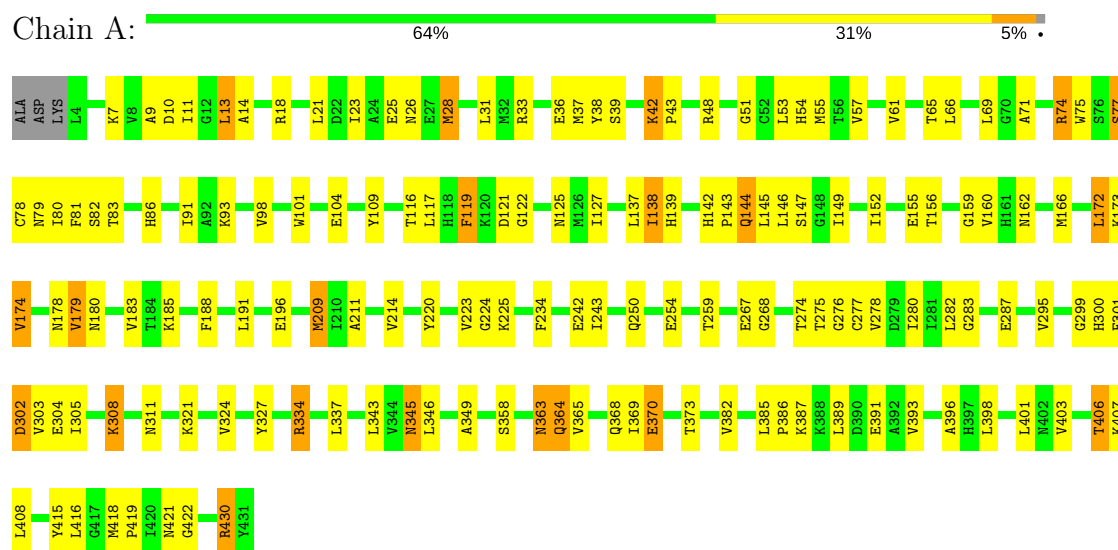 Chain A:
64% 31% 5% •
ALA ASP LYS L4 K7 V8 A9 D10 I11 G12 L13 A14 R18 L21 D22 I23 A24 E25 N26 E27 M28 L31 M32 R33 E36 M37 Y38 S39 K42 P43 R48 G51 C52 L53 H54 M55 T56 V57 V61 T65 L66 L69 G70 A71 R74 W75 S76 S77
C78 N79 I80 F81 S82 T83 H86 I91 A92 K93 V98 W101 E104 Y109 T116 L117 H118 F119 K120 D121 G122 N125 M126 I127 L137 I138 H139 H142 P143 Q144 L145 L146 S147 G148 I149 I152 E155 T156 G159 V160 H161 N162 M166 L172 K173
V174 N178 V179 N180 V183 T184 K185 F188 L191 E196 M209 I210 A211 V214 Y220 V223 G224 K225 F234 E242 I243 Q250 E254 T259 E267 G268 T274 T275 G276 C277 V278 D279 I280 I281 L282 G283 E287 V295 G299 H300 F301
D302 V303 E304 I305 K308 N311 K321 V324 Y327 R334 L337 L343 V344 N345 L346 A349 S358 N363 Q364 V365 Q368 I369 E370 T373 V382 L385 P386 K387 K388 L389 D390 E391 A392 V393 A396 H397 L398 L401 N402 V403 T406 K407
L408 Y415 L416 G417 M418 P419 I420 N421 G422 R430 Y431